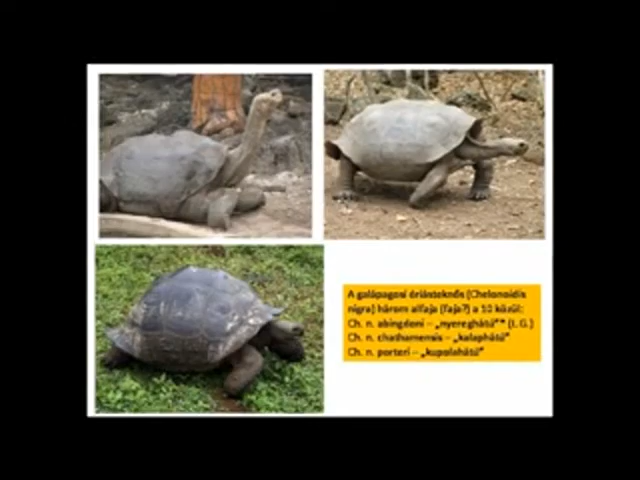 A galápagosi óriásteknős (Chelonoidis
nigra) három alfaja (faja?) a 10 közül:
Ch. n. abingdoni – „nyereghátú"* (L G.)
Ch. n. chathamensis – „kalaphátú"
Ch. n. porteri – „kupolahátú"